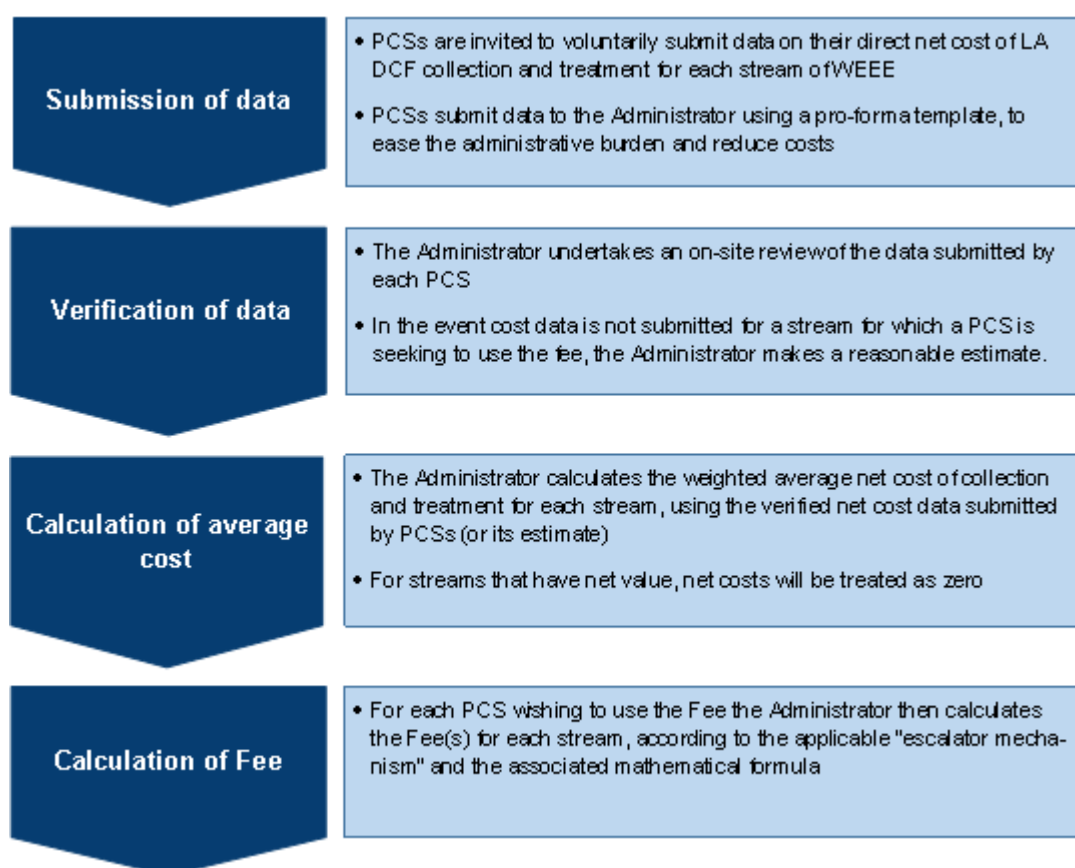 Submission of data
• PCSs are invited to voluntarily submit data on their direct net cost of LA
DCF collection and treatment for each stream of WEEE
• PCSs submit data to the Administrator using a pro-forma template, to
ease the administrative burden and reduce costs
Verification of data
• The Administrator undertakes an on-site review of the data submitted by
each PCS
• In the event cost data is not submitted for a stream for which a PCS is
seeking to use the fee, the Administrator makes a reasonable estimate.
Calculation of average
cost
• The Administrator calculates the weighted average net cost of collection
and treatment for each stream, using the verified net cost data submitted
by PCSs (or its estimate)
• For streams that have net value, net costs will be treated as zero
Calculation of Fee
• For each PCS wishing to use the Fee the Administrator then calculates
the Fee(s) for each stream, according to the applicable "escalator mecha-
nism" and the associated mathematical formula